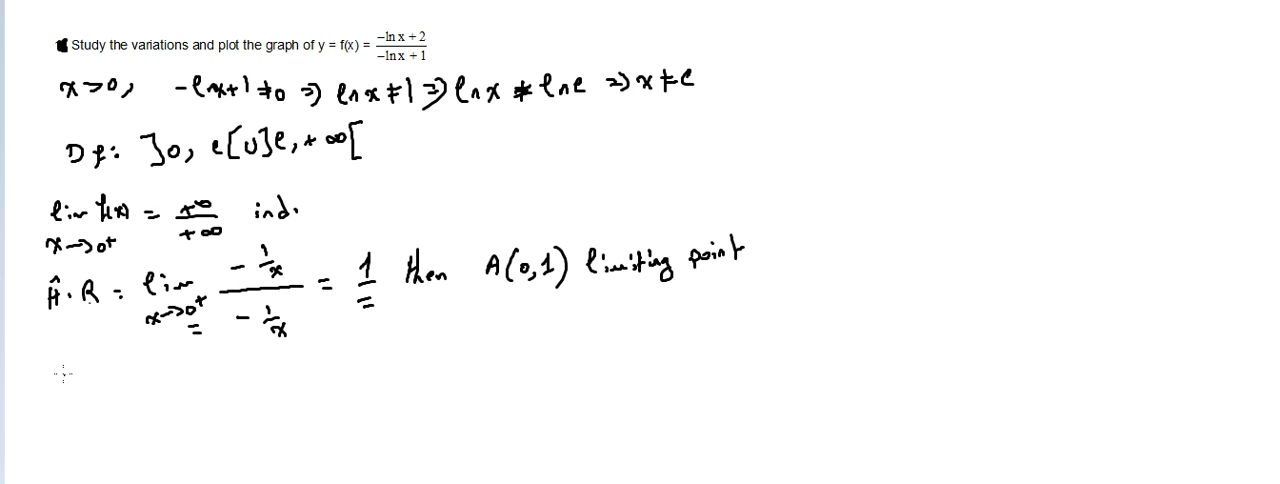 Study the variations and plot the graph of y = f(x) = (−ln x + 2)/(−ln x + 1)
x>0, -ln x+1≠0 => ln x≠1 => ln x ≠ ln e => x≠e
Df: ]0, e[∪]e, +∞[
lim f(x) = +∞/+∞ ind.
x→0⁺
Ĥ.R = lim (-1/x)/(-1/x) = 1 then A(0,1) limiting point
x→0⁺